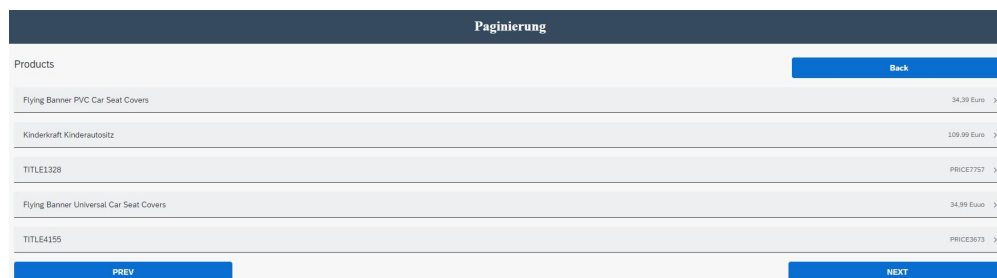 Paginierung
Products
Back
Flying Banner PVC Car Seat Covers 34,39 Euro
Kinderkraft Kinderautositz 109.99 Euro
TITLE1328 PRICE7757
Flying Banner Universal Car Seat Covers 34,99 Euuo
TITLE4155 PRICE3673
PREV NEXT